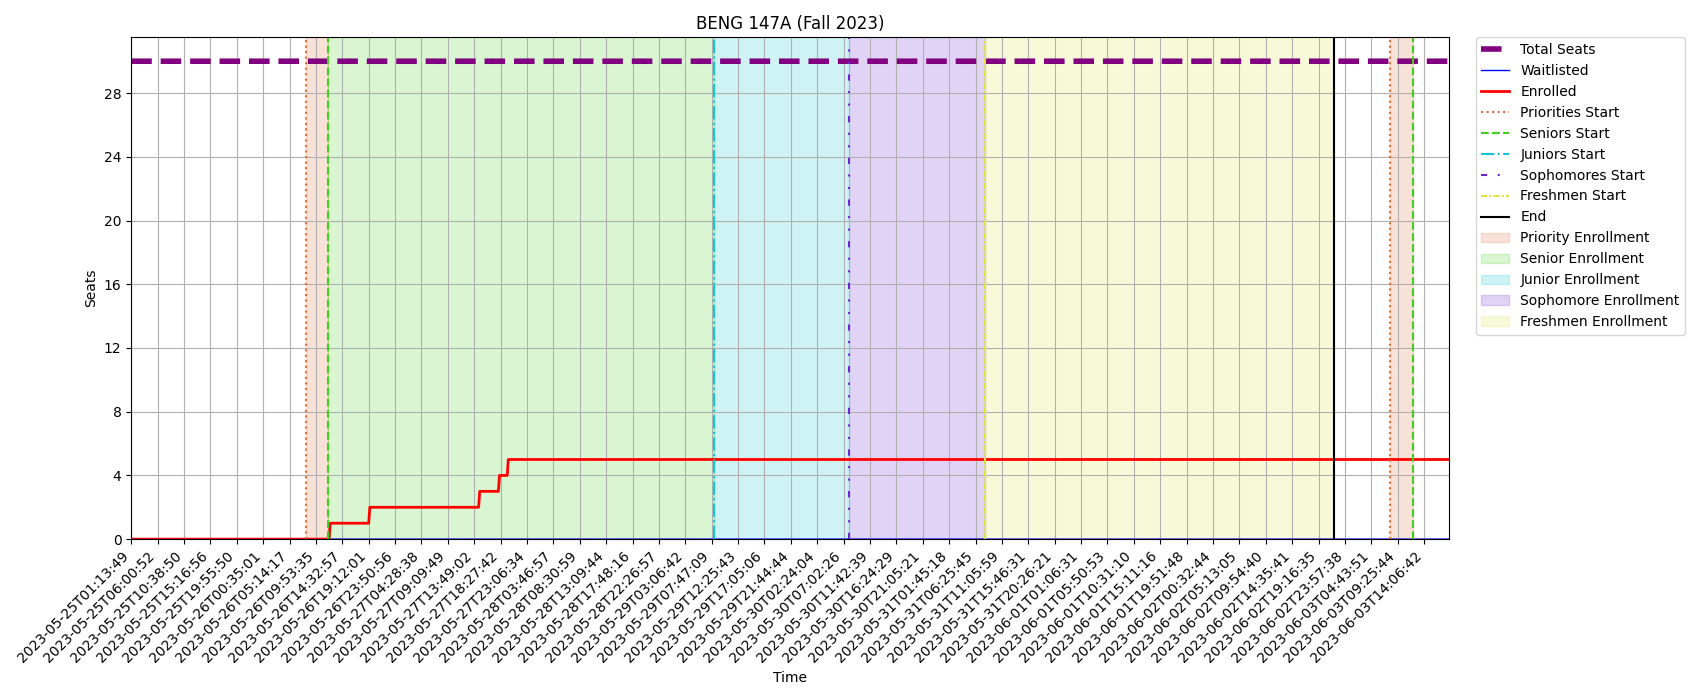 BENG 147A (Fall 2023)
Seats
28
24
20
16
12
8
4
0
2023-05-25T01:13:49
2023-05-25T06:00:52
2023-05-25T10:38:50
2023-05-25T15:16:56
2023-05-25T19:55:50
2023-05-26T00:35:01
2023-05-26T05:14:17
2023-05-26T09:53:35
2023-05-26T14:32:57
2023-05-26T19:12:01
2023-05-26T23:50:56
2023-05-27T04:28:38
2023-05-27T09:09:49
2023-05-27T13:49:02
2023-05-27T18:27:42
2023-05-27T23:06:34
2023-05-28T03:46:57
2023-05-28T08:30:59
2023-05-28T13:09:44
2023-05-28T17:48:16
2023-05-28T22:26:57
2023-05-29T03:06:42
2023-05-29T07:47:09
2023-05-29T12:25:43
2023-05-29T17:05:06
2023-05-29T21:44:44
2023-05-30T02:24:04
2023-05-30T07:02:26
2023-05-30T11:42:39
2023-05-30T16:24:29
2023-05-30T21:05:21
2023-05-31T01:45:18
2023-05-31T06:25:45
2023-05-31T11:05:59
2023-05-31T15:46:31
2023-05-31T20:26:21
2023-06-01T01:06:31
2023-06-01T05:50:53
2023-06-01T10:31:10
2023-06-01T15:11:16
2023-06-01T19:51:48
2023-06-02T00:32:44
2023-06-02T05:13:05
2023-06-02T09:54:40
2023-06-02T14:35:41
2023-06-02T19:16:35
2023-06-02T23:57:38
2023-06-03T04:43:51
2023-06-03T09:25:44
2023-06-03T14:06:42
Time
Total Seats
Waitlisted
Enrolled
Priorities Start
Seniors Start
Juniors Start
Sophomores Start
Freshmen Start
End
Priority Enrollment
Senior Enrollment
Junior Enrollment
Sophomore Enrollment
Freshmen Enrollment